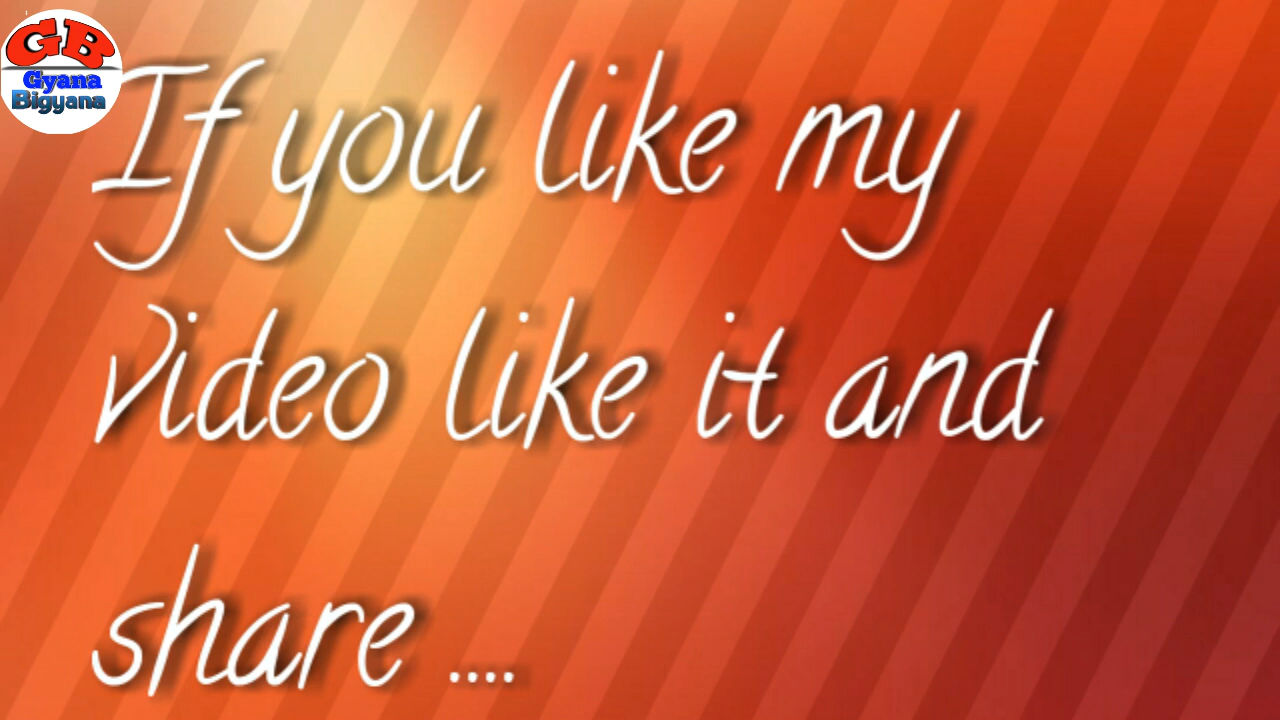 GB
Gyana
Bigyana
If you like my
video like it and
share ....